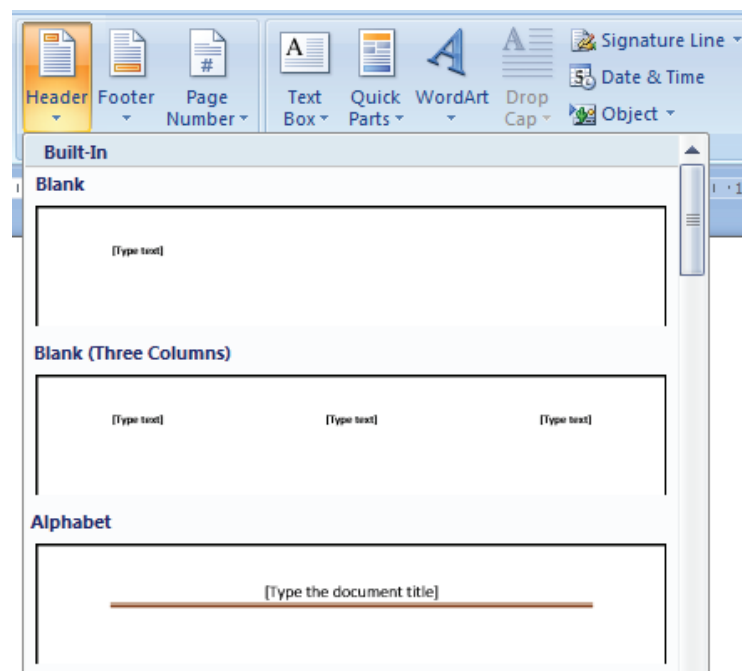 Header Footer Page Number
Text Box Quick Parts WordArt Drop Cap
Signature Line
Date & Time
Object
Built-In
Blank
[Type text]
Blank (Three Columns)
[Type text] [Type text] [Type text]
Alphabet
[Type the document title]